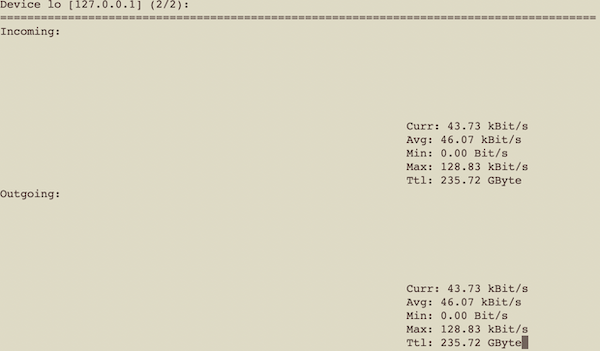 Device lo [127.0.0.1] (2/2):
==========================================================================================
Incoming:
Curr: 43.73 kBit/s
Avg: 46.07 kBit/s
Min: 0.00 Bit/s
Max: 128.83 kBit/s
Ttl: 235.72 GByte
Outgoing:
Curr: 43.73 kBit/s
Avg: 46.07 kBit/s
Min: 0.00 Bit/s
Max: 128.83 kBit/s
Ttl: 235.72 GByte